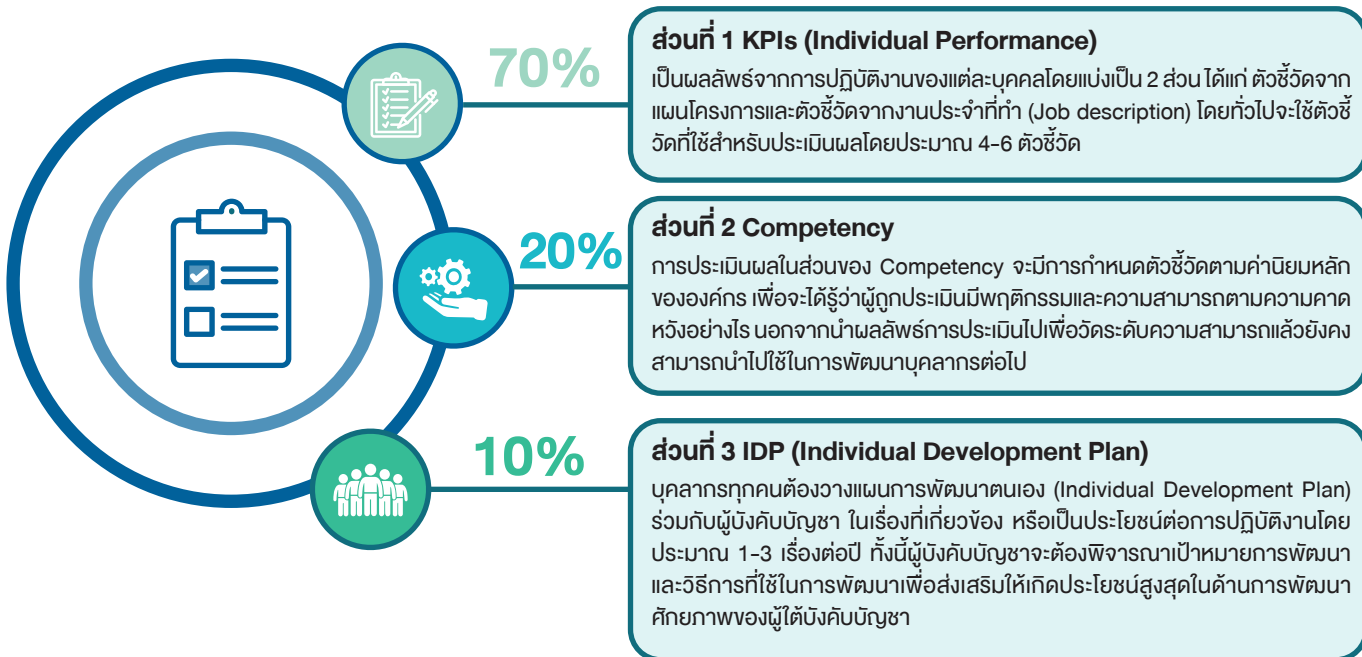 70%
ส่วนที่ 1 KPIs (Individual Performance)
เป็นผลลัพธ์จากการปฏิบัติงานของแต่ละบุคคลโดยแบ่งเป็น 2 ส่วน ได้แก่ ตัวชี้วัดจาก
แผนโครงการและตัวชี้วัดจากงานประจำที่ทำ (Job description) โดยทั่วไปจะใช้ตัวชี้
วัดที่ใช้สำหรับประเมินผลโดยประมาณ 4-6 ตัวชี้วัด
20%
ส่วนที่ 2 Competency
การประเมินผลในส่วนของ Competency จะมีการกำหนดตัวชี้วัดตามค่านิยมหลัก
ขององค์กร เพื่อจะได้รู้ว่าผู้ถูกประเมินมีพฤติกรรมและความสามารถตามความคาด
หวังอย่างไร นอกจากนำผลลัพธ์การประเมินไปเพื่อวัดระดับความสามารถแล้วยังคง
สามารถนำไปใช้ในการพัฒนาบุคลากรต่อไป
10%
ส่วนที่ 3 IDP (Individual Development Plan)
บุคลากรทุกคนต้องวางแผนการพัฒนาตนเอง (Individual Development Plan)
ร่วมกับผู้บังคับบัญชา ในเรื่องที่เกี่ยวข้อง หรือเป็นประโยชน์ต่อการปฏิบัติงานโดย
ประมาณ 1-3 เรื่องต่อปี ทั้งนี้ผู้บังคับบัญชาจะต้องพิจารณาเป้าหมายการพัฒนา
และวิธีการที่ใช้ในการพัฒนาเพื่อส่งเสริมให้เกิดประโยชน์สูงสุดในด้านการพัฒนา
ศักยภาพของผู้ใต้บังคับบัญชา